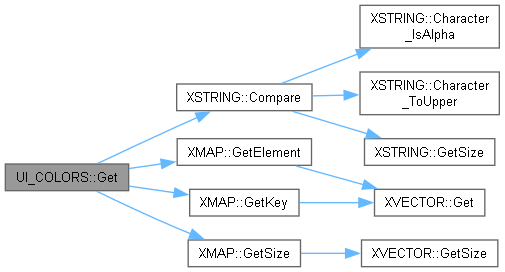 XSTRING::Character
_IsAlpha
XSTRING::Compare
XSTRING::Character
_ToUpper
XMAP::GetElement
XSTRING::GetSize
UI_COLORS::Get
XMAP::GetKey
XVECTOR::Get
XMAP::GetSize
XVECTOR::GetSize